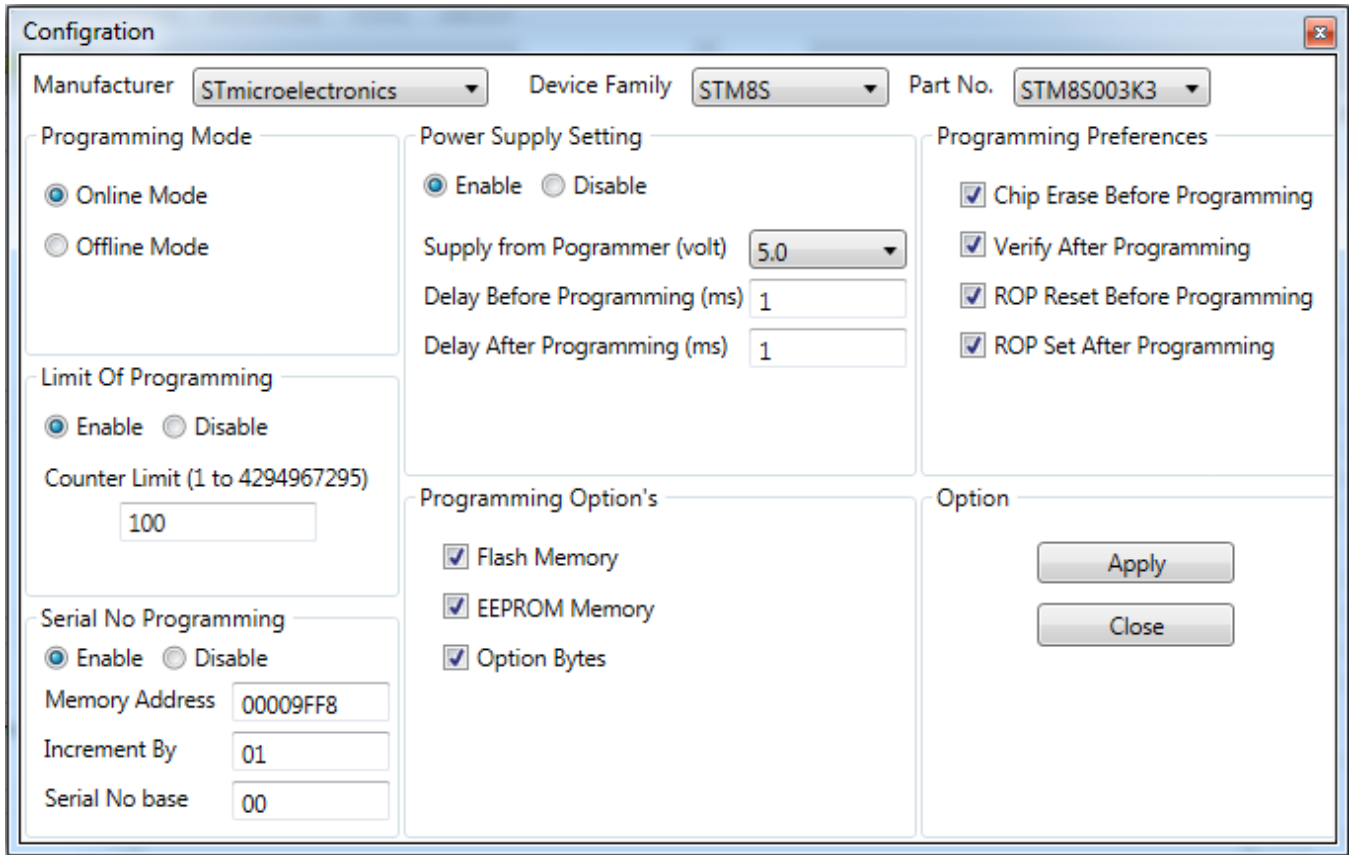 Configration
Manufacturer STmicroelectronics Device Family STM8S Part No. STM8S003K3
Programming Mode
Online Mode
Offline Mode
Limit Of Programming
Enable Disable
Counter Limit (1 to 4294967295)
100
Serial No Programming
Enable Disable
Memory Address 00009FF8
Increment By 01
Serial No base 00
Power Supply Setting
Enable Disable
Supply from Pogrammer (volt) 5.0
Delay Before Programming (ms) 1
Delay After Programming (ms) 1
Programming Option's
Flash Memory
EEPROM Memory
Option Bytes
Programming Preferences
Chip Erase Before Programming
Verify After Programming
ROP Reset Before Programming
ROP Set After Programming
Option
Apply
Close